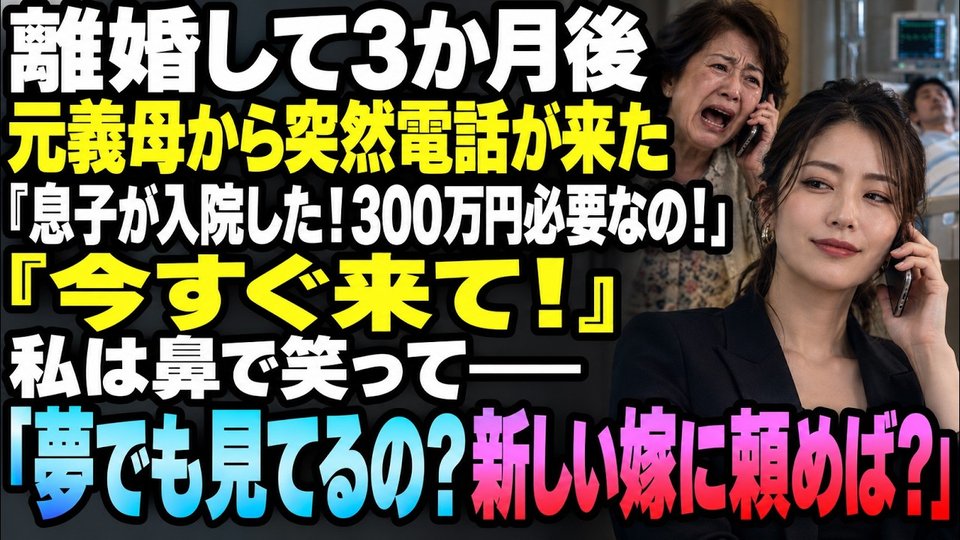 離婚して3か月後
元義母から突然電話が来た
『息子が入院した！300万円必要なの！」
『今すぐ来て！』
私は鼻で笑って──
「夢でも見てるの？新しい嫁に頼めば？」